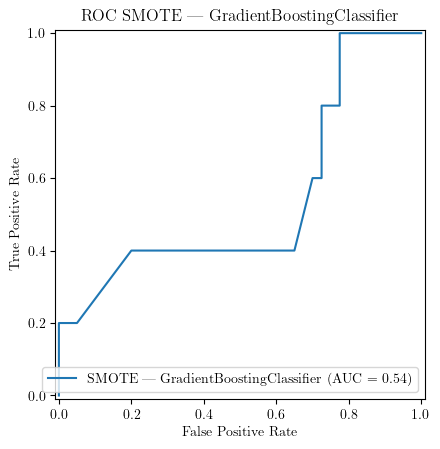 ROC SMOTE — GradientBoostingClassifier
1.0
0.8
0.6
0.4
0.2
0.0
True Positive Rate
SMOTE — GradientBoostingClassifier (AUC = 0.54)
0.0 0.2 0.4 0.6 0.8 1.0
False Positive Rate